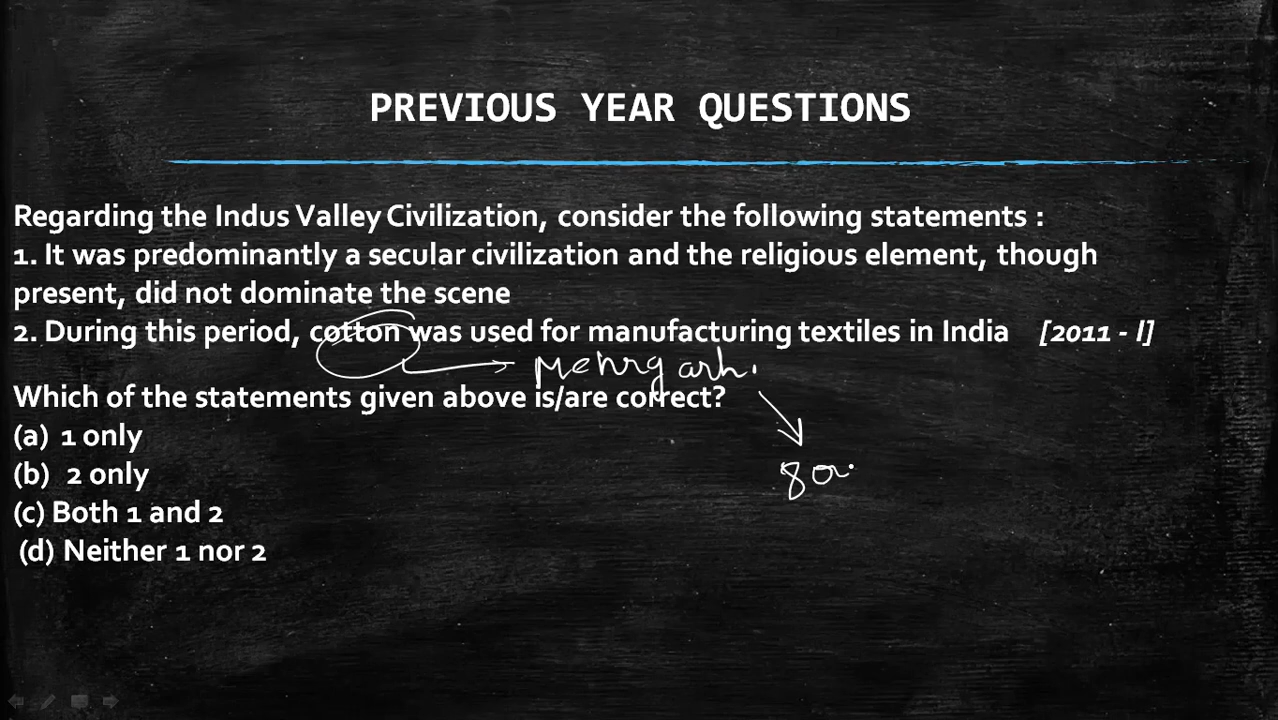 PREVIOUS YEAR QUESTIONS
Regarding the Indus Valley Civilization, consider the following statements :
1. It was predominantly a secular civilization and the religious element, though
present, did not dominate the scene
2. During this period, cotton was used for manufacturing textiles in India [2011 - I]
Mehrgarh.
Which of the statements given above is/are correct?
(a) 1 only
(b) 2 only
(c) Both 1 and 2
(d) Neither 1 nor 2